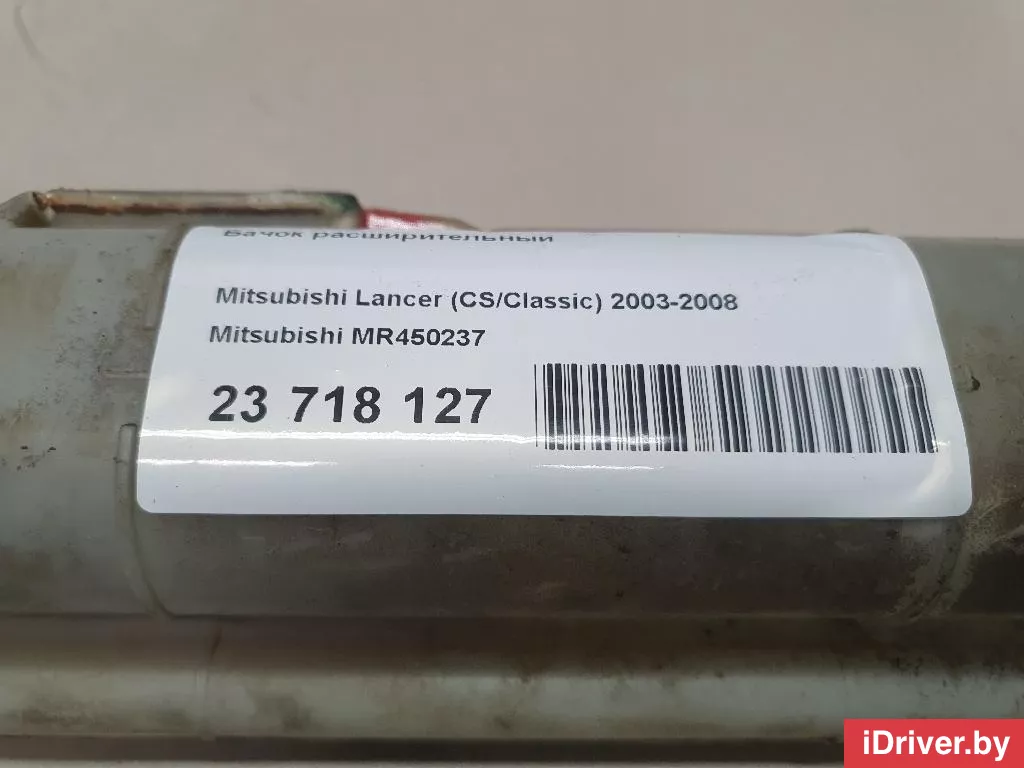 Бачок расширительный
Mitsubishi Lancer (CS/Classic) 2003-2008
Mitsubishi MR450237
23 718 127
iDriver.by